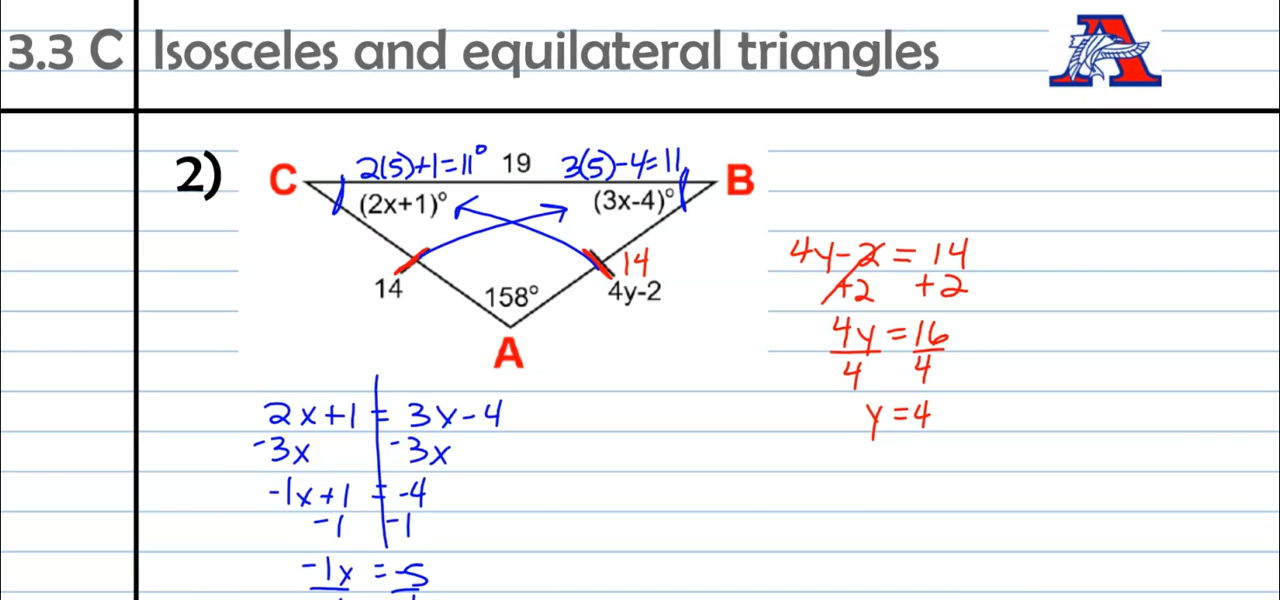 3.3 C Isosceles and equilateral triangles
A
2)
C 2(5)+1=11° 19 3(5)-4=11 B
(2x+1)° (3x-4)°
14 158° 14
4y-2
A
4y-2 = 14
+2 +2
4y = 16
4 4
y = 4
2x+1 = 3x-4
-3x -3x
-1x+1 = -4
-1 -1
-1x = -5